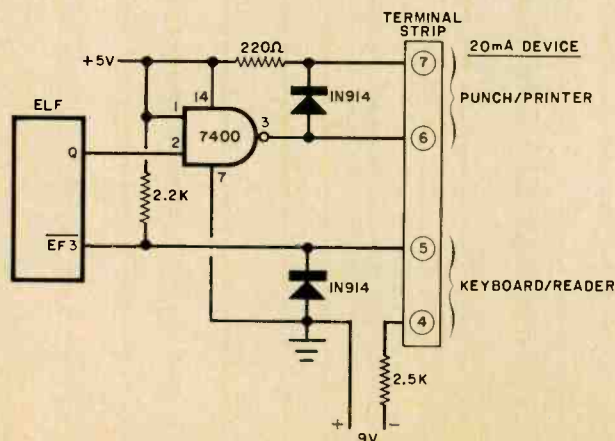 TERMINAL
STRIP
20mA DEVICE
+5V
220Ω
7
PUNCH/PRINTER
14
IN914
ELF
1
7400
3
6
Q
2
7
2.2K
EF3
5
IN914
KEYBOARD/READER
4
2.5K
+ −
9V